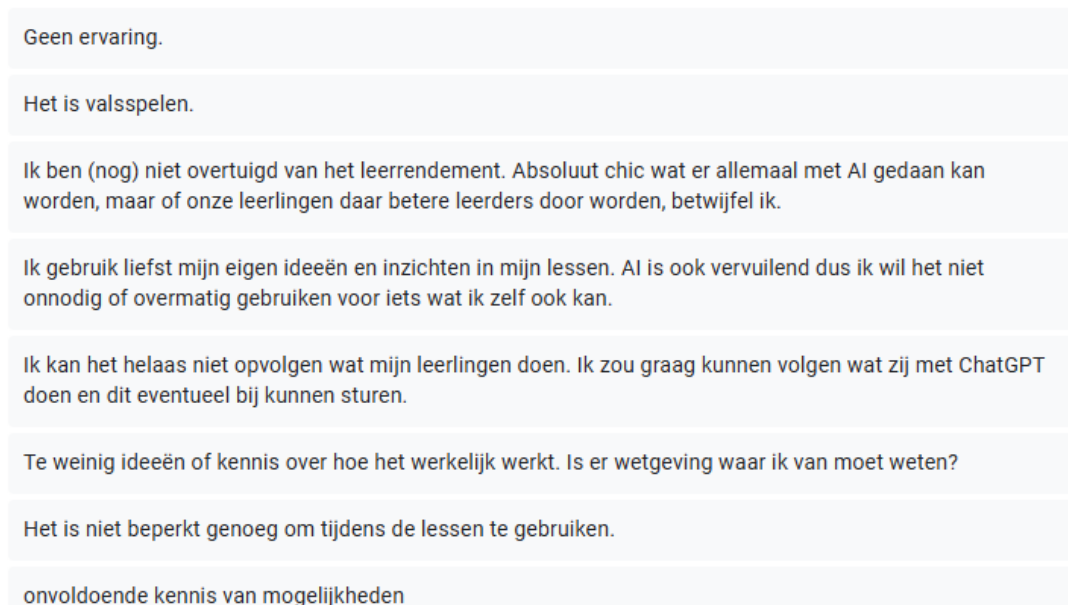 Geen ervaring.
Het is valsspelen.
Ik ben (nog) niet overtuigd van het leerrendement. Absoluut chic wat er allemaal met AI gedaan kan
worden, maar of onze leerlingen daar betere leerders door worden, betwijfel ik.
Ik gebruik liefst mijn eigen ideeën en inzichten in mijn lessen. AI is ook vervuilend dus ik wil het niet
onnodig of overmatig gebruiken voor iets wat ik zelf ook kan.
Ik kan het helaas niet opvolgen wat mijn leerlingen doen. Ik zou graag kunnen volgen wat zij met ChatGPT
doen en dit eventueel bij kunnen sturen.
Te weinig ideeën of kennis over hoe het werkelijk werkt. Is er wetgeving waar ik van moet weten?
Het is niet beperkt genoeg om tijdens de lessen te gebruiken.
onvoldoende kennis van mogelijkheden